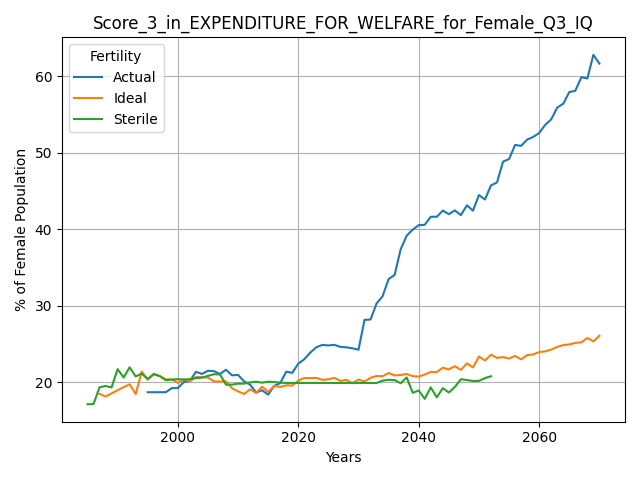 Score_3_in_EXPENDITURE_FOR_WELFARE_for_Female_Q3_IQ
Fertility
Actual
Ideal
Sterile
% of Female Population
60
50
40
30
20
2000
2020
2040
2060
Years